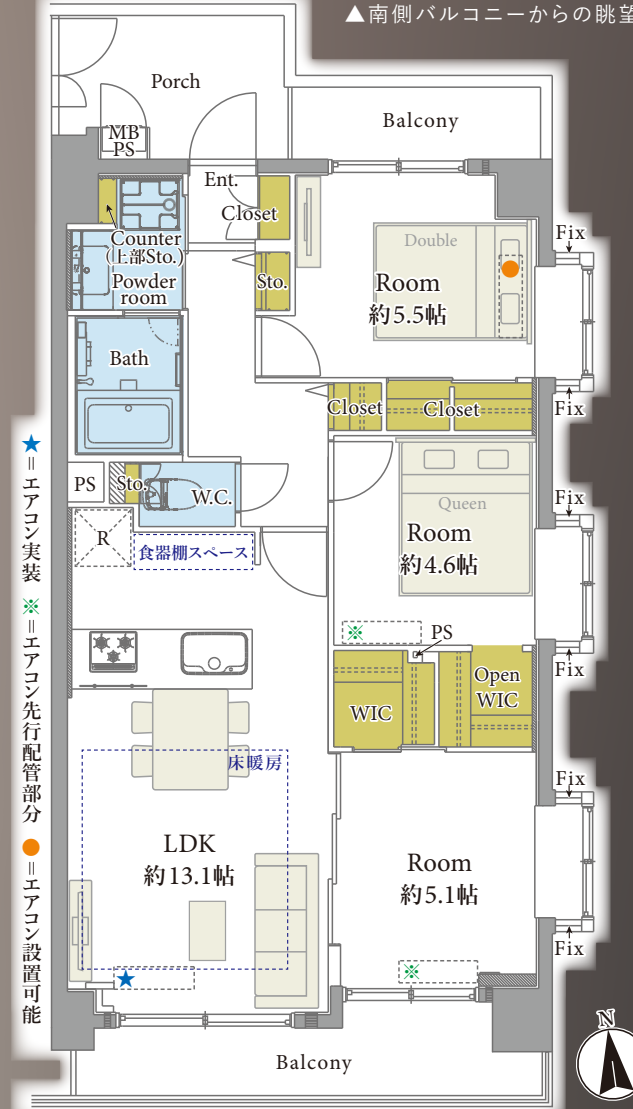 ▲南側バルコニーからの眺望
Porch
Balcony
MB
PS
Ent.
Closet
Counter
(上部Sto.)
Powder
room
Sto.
Double
Room
約5.5帖
Fix
Fix
Bath
Closet
Closet
PS
Sto.
W.C.
Queen
Room
約4.6帖
Fix
Fix
R
食器棚スペース
※
PS
WIC
Open
WIC
床暖房
LDK
約13.1帖
Room
約5.1帖
Fix
Fix
★
※
Balcony
N
★=エアコン実装 ※=エアコン先行配管部分 ●=エアコン設置可能